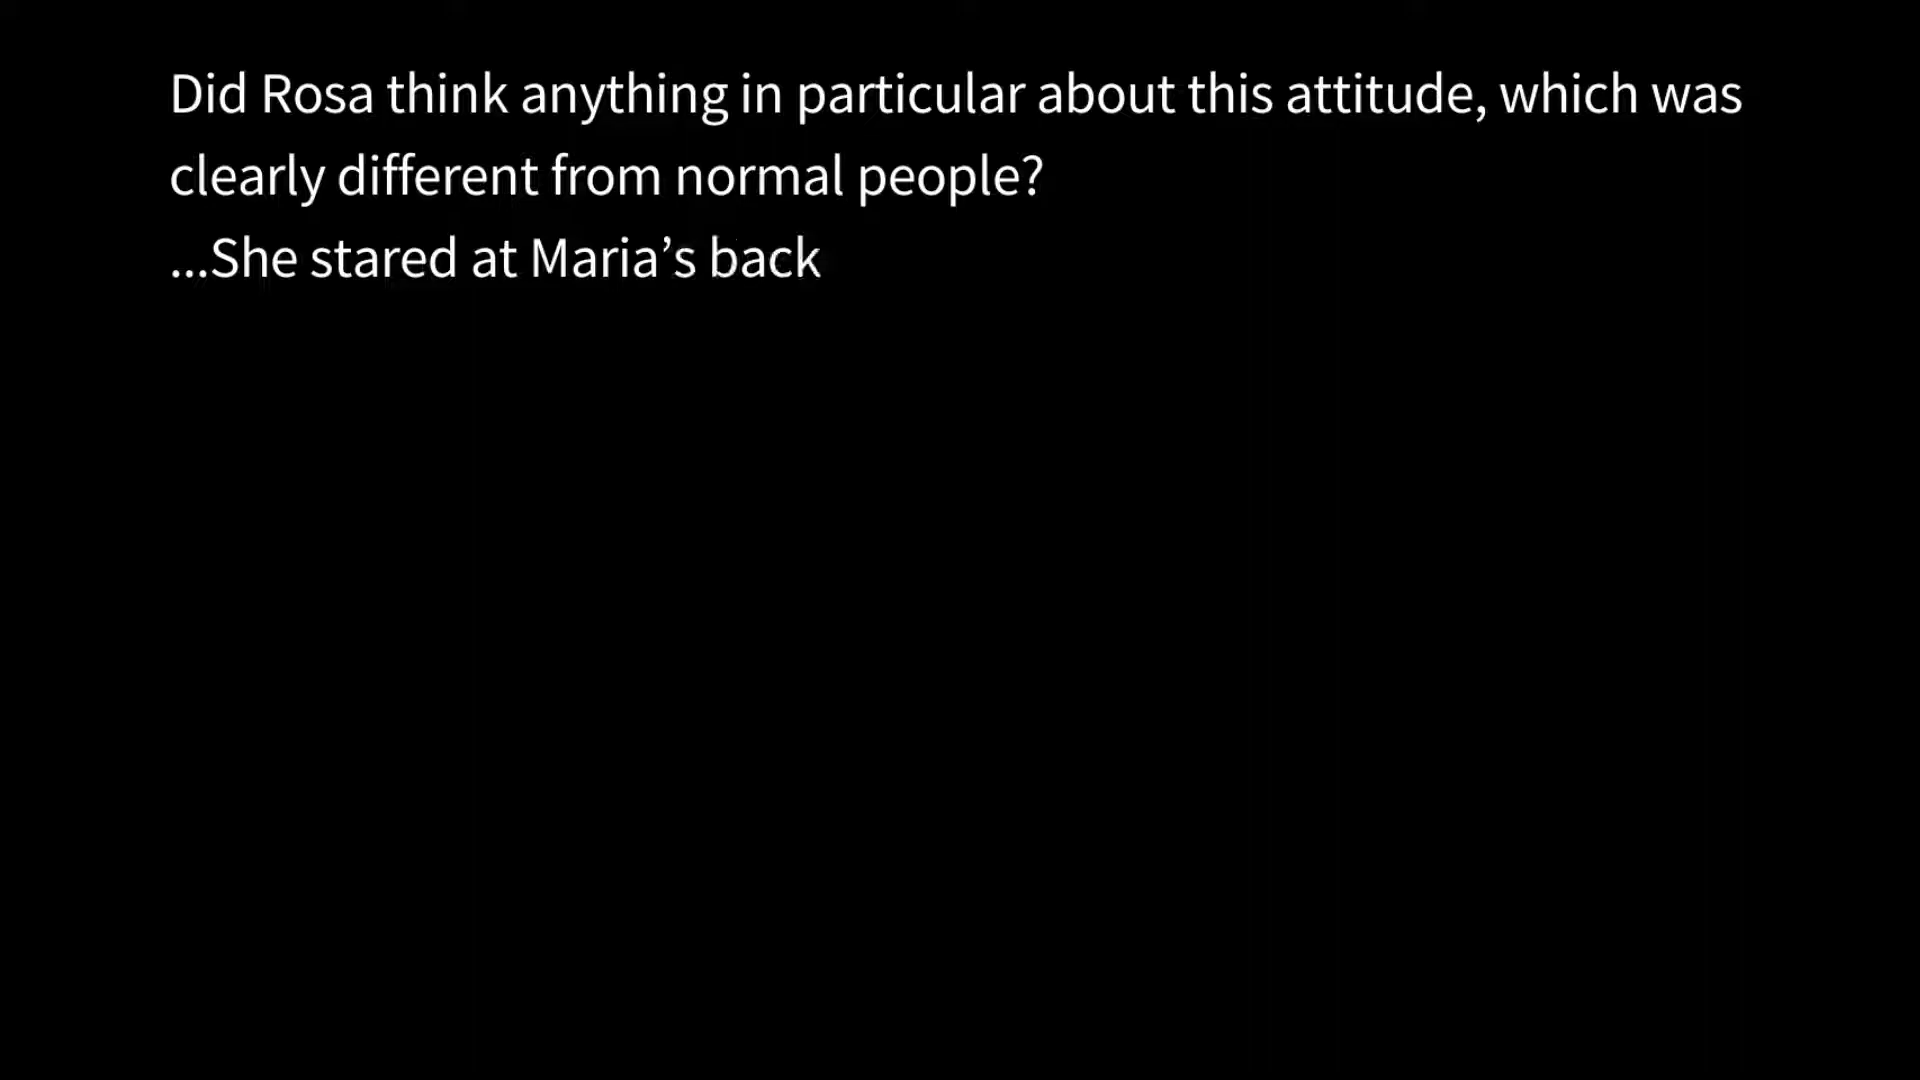 Did Rosa think anything in particular about this attitude, which was
clearly different from normal people?
...She stared at Maria’s back